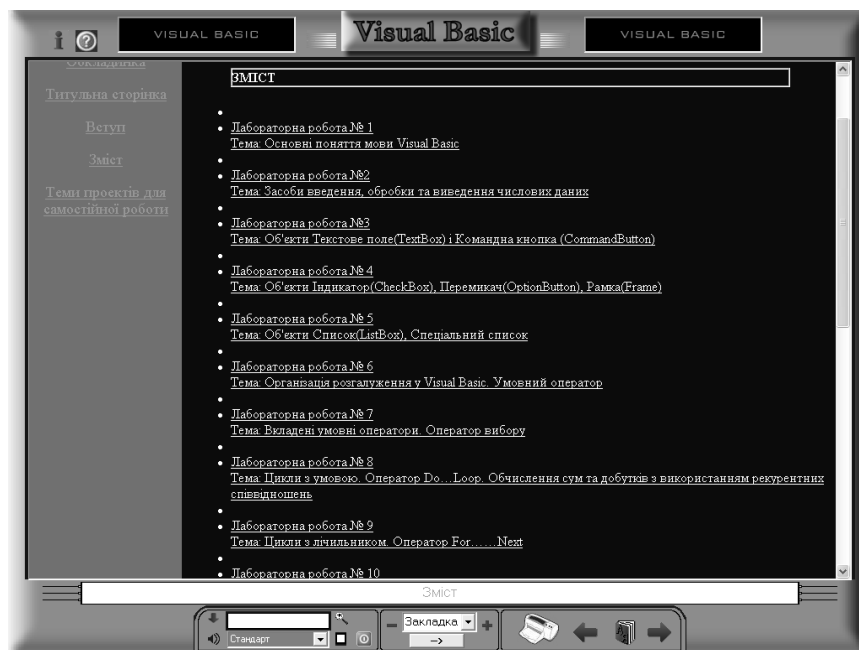 VISUAL BASIC
Visual Basic
VISUAL BASIC
Обкладинка
Титульна сторінка
Вступ
Зміст
Теми проектів для
самостійної роботи
ЗМІСТ
Лабораторна робота № 1
Тема: Основні поняття мови Visual Basic
Лабораторна робота №2
Тема: Засоби введення, обробки та виведення числових даних
Лабораторна робота №3
Тема: Об'єкти Текстове поле(TextBox) і Командна кнопка (CommandButton)
Лабораторна робота № 4
Тема: Об'єкти Індикатор(CheckBox), Перемикач(OptionButton), Рамка(Frame)
Лабораторна робота № 5
Тема: Об'єкти Список(ListBox), Спеціальний список
Лабораторна робота № 6
Тема: Організація розгалуження у Visual Basic. Умовний оператор
Лабораторна робота № 7
Тема: Вкладені умовні оператори. Оператор вибору
Лабораторна робота № 8
Тема: Цикли з умовою. Оператор Do...Loop. Обчислення сум та добутків з використанням рекурентних
співвідношень
Лабораторна робота № 9
Тема: Цикли з лічильником. Оператор For......Next
Лабораторна робота № 10
Зміст
Закладка
Стандарт
-->